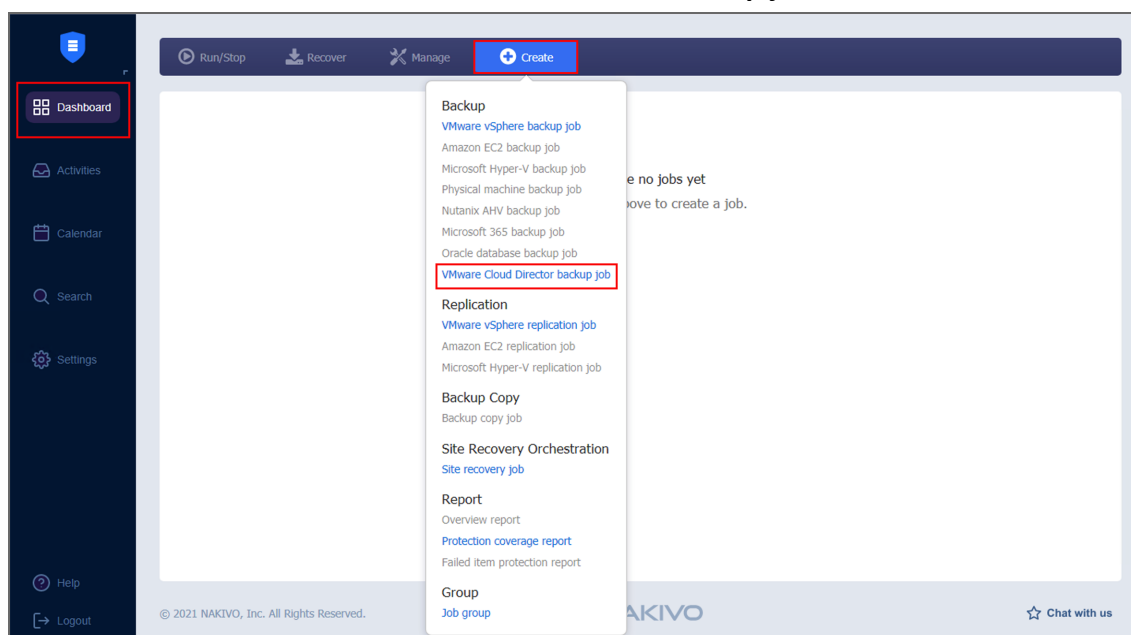 Run/Stop
Recover
Manage
Create
Dashboard
Activities
Calendar
Search
Settings
Help
Logout
Backup
VMware vSphere backup job
Amazon EC2 backup job
Microsoft Hyper-V backup job
Physical machine backup job
Nutanix AHV backup job
Microsoft 365 backup job
Oracle database backup job
VMware Cloud Director backup job
Replication
VMware vSphere replication job
Amazon EC2 replication job
Microsoft Hyper-V replication job
Backup Copy
Backup copy job
Site Recovery Orchestration
Site recovery job
Report
Overview report
Protection coverage report
Failed item protection report
Group
Job group
no jobs yet
to create a job.
© 2021 NAKIVO, Inc. All Rights Reserved.
AKIVO
Chat with us